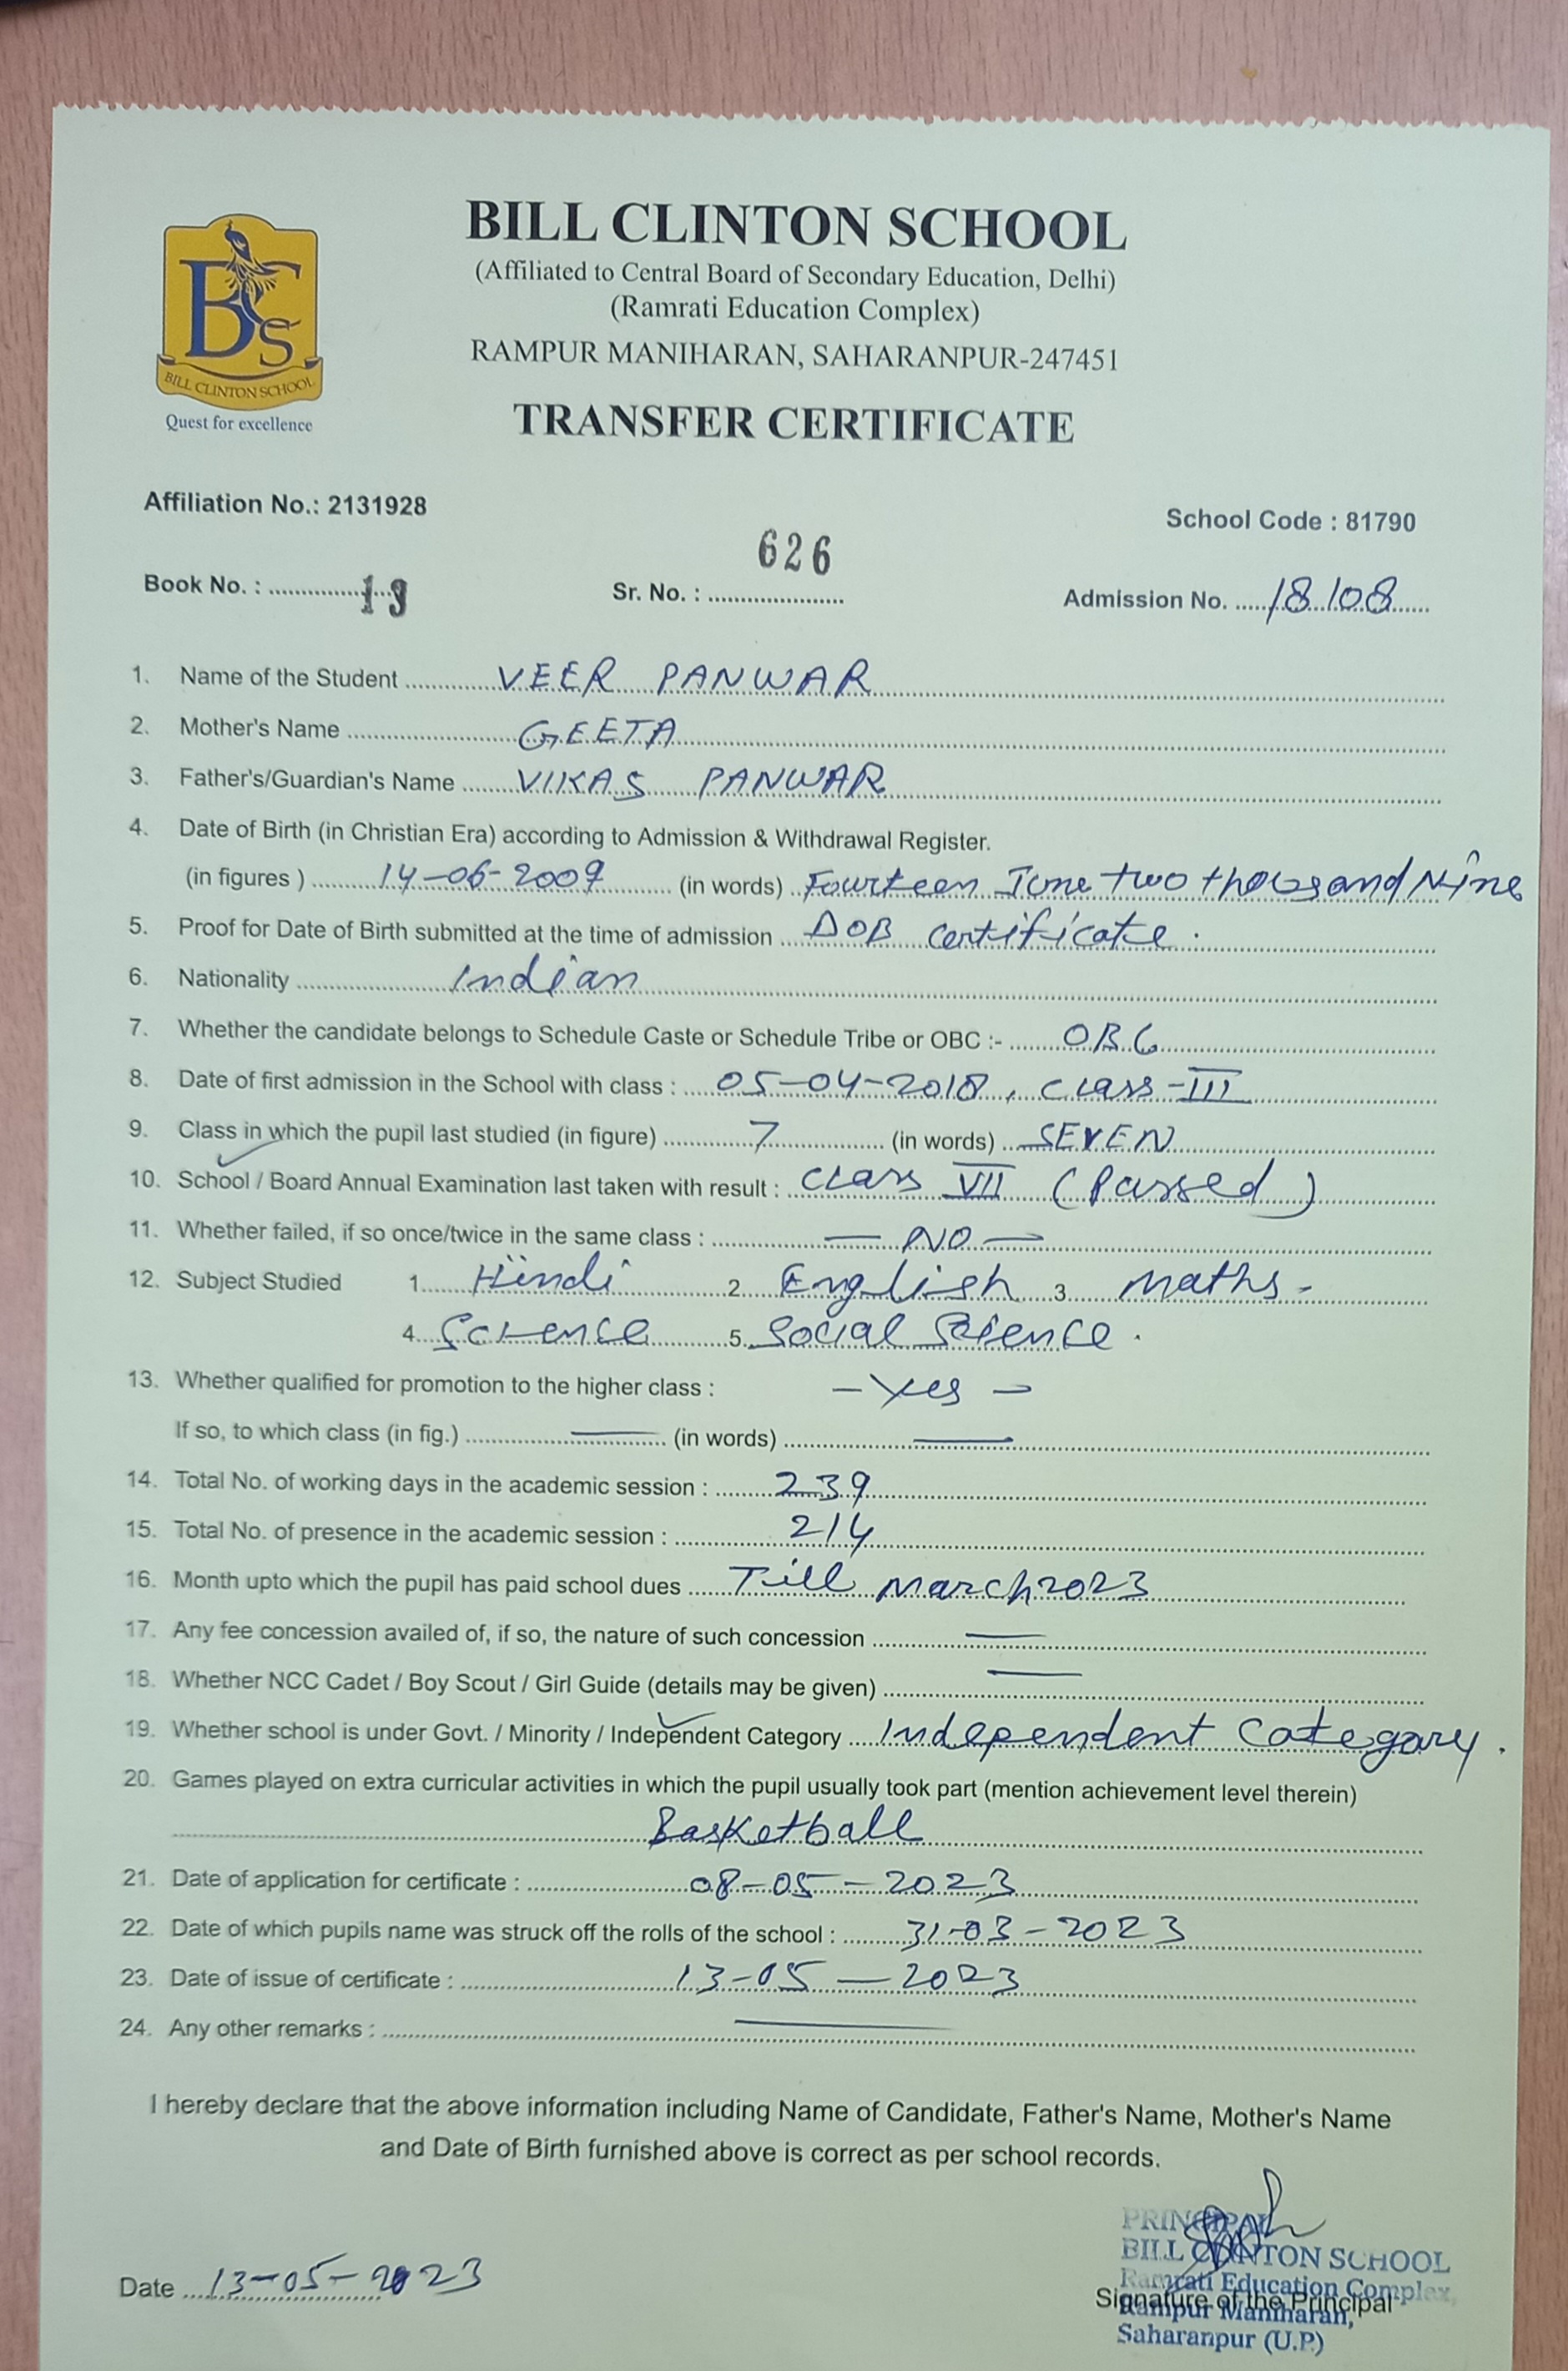 BILL CLINTON SCHOOL
(Affiliated to Central Board of Secondary Education, Delhi)
(Ramrati Education Complex)
RAMPUR MANIHARAN, SAHARANPUR-247451
TRANSFER CERTIFICATE
BCS
BILL CLINTON SCHOOL
Quest for excellence
Affiliation No.: 2131928 School Code : 81790
Book No. : 13 Sr. No. : 626 Admission No. 18108
1. Name of the Student VEER PANWAR
2. Mother's Name GEETA
3. Father's/Guardian's Name VIKAS PANWAR
4. Date of Birth (in Christian Era) according to Admission & Withdrawal Register.
(in figures ) 14-06-2009 (in words) Fourteen June two thousand Nine
5. Proof for Date of Birth submitted at the time of admission DOB Certificate.
6. Nationality Indian
7. Whether the candidate belongs to Schedule Caste or Schedule Tribe or OBC :- OBC
8. Date of first admission in the School with class : 05-04-2018, class-III
9. Class in which the pupil last studied (in figure) 7 (in words) SEVEN
10. School / Board Annual Examination last taken with result : Class VII (Passed)
11. Whether failed, if so once/twice in the same class : — NO —
12. Subject Studied 1. Hindi 2. English 3. Maths -
4. Science 5. Social Science.
13. Whether qualified for promotion to the higher class : - Yes -
If so, to which class (in fig.) — (in words) —
14. Total No. of working days in the academic session : 239
15. Total No. of presence in the academic session : 214
16. Month upto which the pupil has paid school dues Till March 2023
17. Any fee concession availed of, if so, the nature of such concession —
18. Whether NCC Cadet / Boy Scout / Girl Guide (details may be given) —
19. Whether school is under Govt. / Minority / Independent Category Independent Category.
20. Games played on extra curricular activities in which the pupil usually took part (mention achievement level therein)
Basketball
21. Date of application for certificate : 08-05-2023
22. Date of which pupils name was struck off the rolls of the school : 31-03-2023
23. Date of issue of certificate : 13-05-2023
24. Any other remarks : —
I hereby declare that the above information including Name of Candidate, Father's Name, Mother's Name
and Date of Birth furnished above is correct as per school records.
PRINCIPAL
BILL CLINTON SCHOOL
Ramrati Education Complex,
Date 13-05-2023 Signature of the Principal
Rampur Maniharan,
Saharanpur (U.P.)